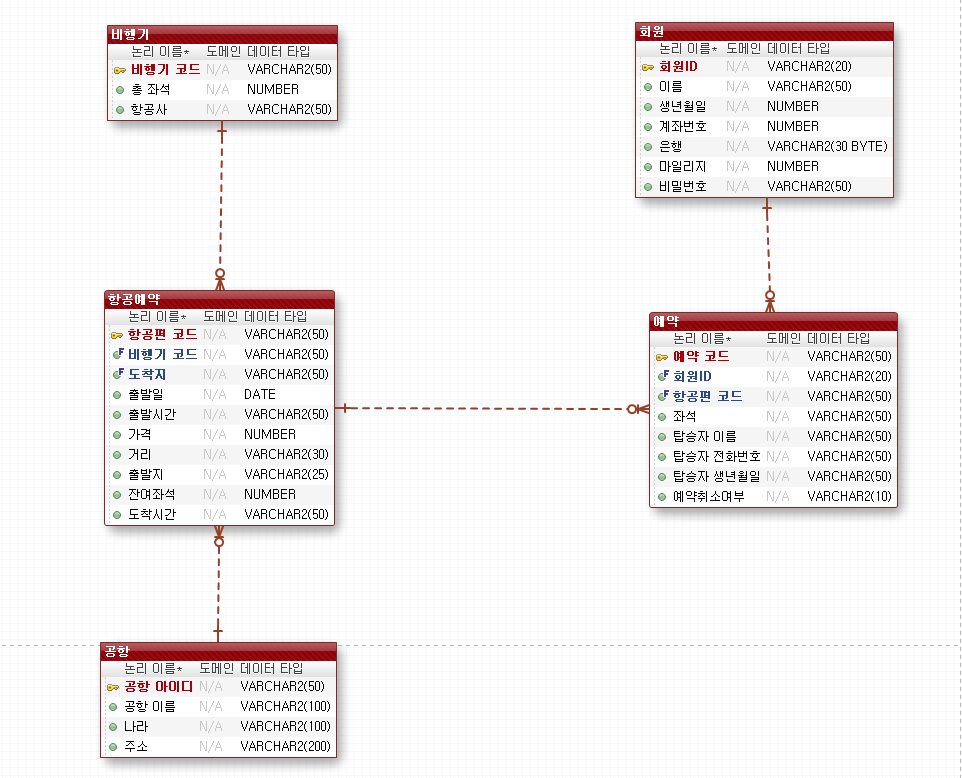 비행기
논리 이름* 도메인 데이터 타입
비행기 코드 N/A VARCHAR2(50)
총 좌석 N/A NUMBER
항공사 N/A VARCHAR2(50)
회원
논리 이름* 도메인 데이터 타입
회원ID N/A VARCHAR2(20)
이름 N/A VARCHAR2(50)
생년월일 N/A NUMBER
계좌번호 N/A NUMBER
은행 N/A VARCHAR2(30 BYTE)
마일리지 N/A NUMBER
비밀번호 N/A VARCHAR2(50)
항공예약
논리 이름* 도메인 데이터 타입
항공편 코드 N/A VARCHAR2(50)
비행기 코드 N/A VARCHAR2(50)
도착지 N/A VARCHAR2(50)
출발일 N/A DATE
출발시간 N/A VARCHAR2(50)
가격 N/A NUMBER
거리 N/A VARCHAR2(30)
출발지 N/A VARCHAR2(25)
잔여좌석 N/A NUMBER
도착시간 N/A VARCHAR2(50)
예약
논리 이름* 도메인 데이터 타입
예약 코드 N/A VARCHAR2(50)
회원ID N/A VARCHAR2(20)
항공편 코드 N/A VARCHAR2(50)
좌석 N/A VARCHAR2(50)
탑승자 이름 N/A VARCHAR2(50)
탑승자 전화번호 N/A VARCHAR2(50)
탑승자 생년월일 N/A VARCHAR2(50)
예약취소여부 N/A VARCHAR2(10)
공항
논리 이름* 도메인 데이터 타입
공항 아이디 N/A VARCHAR2(50)
공항 이름 N/A VARCHAR2(100)
나라 N/A VARCHAR2(100)
주소 N/A VARCHAR2(200)